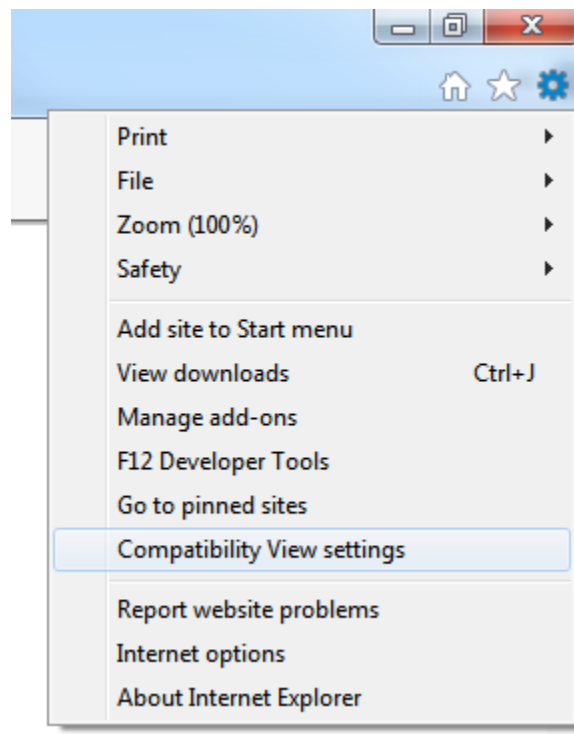 Print
File
Zoom (100%)
Safety
Add site to Start menu
View downloads Ctrl+J
Manage add-ons
F12 Developer Tools
Go to pinned sites
Compatibility View settings
Report website problems
Internet options
About Internet Explorer